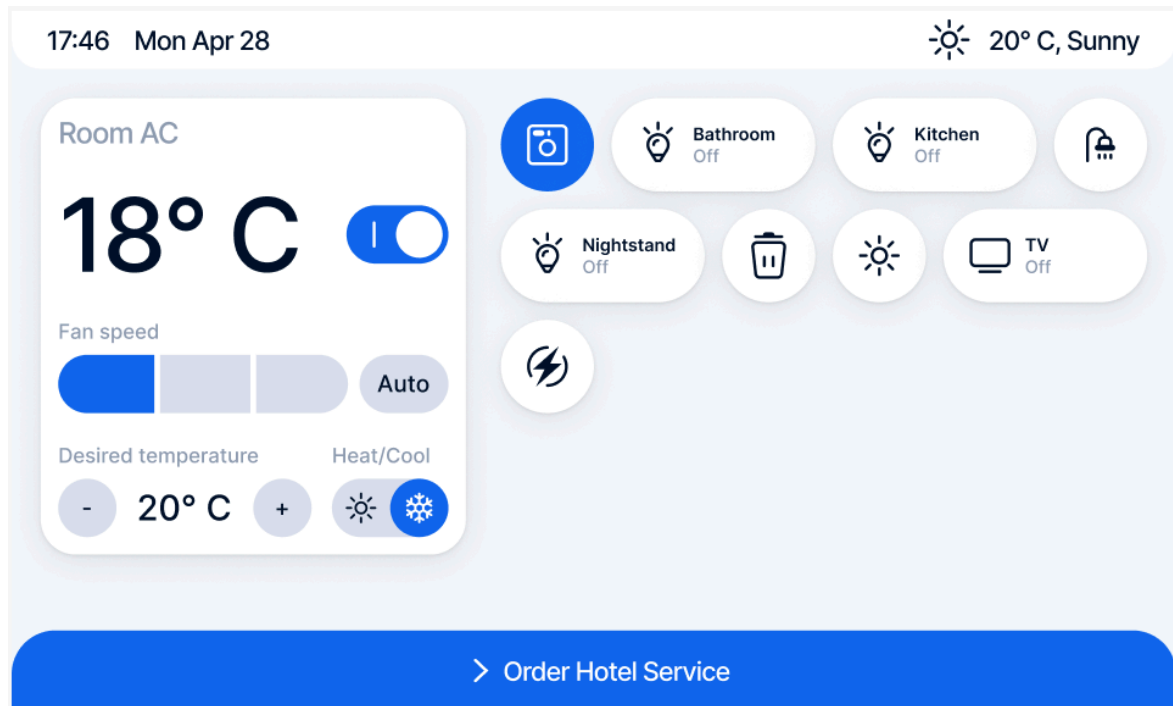 17:46 Mon Apr 28
20° C, Sunny
Room AC
18° C
Fan speed
Auto
Desired temperature
Heat/Cool
- 20° C +
Bathroom
Off
Kitchen
Off
Nightstand
Off
TV
Off
Order Hotel Service